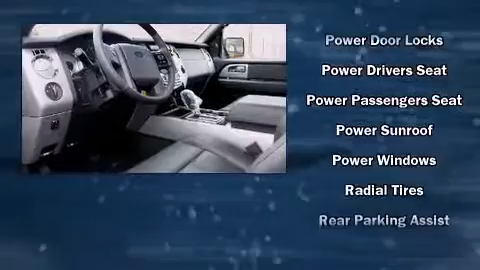 Power Door Locks
Power Drivers Seat
Power Passengers Seat
Power Sunroof
Power Windows
Radial Tires
Rear Parking Assist